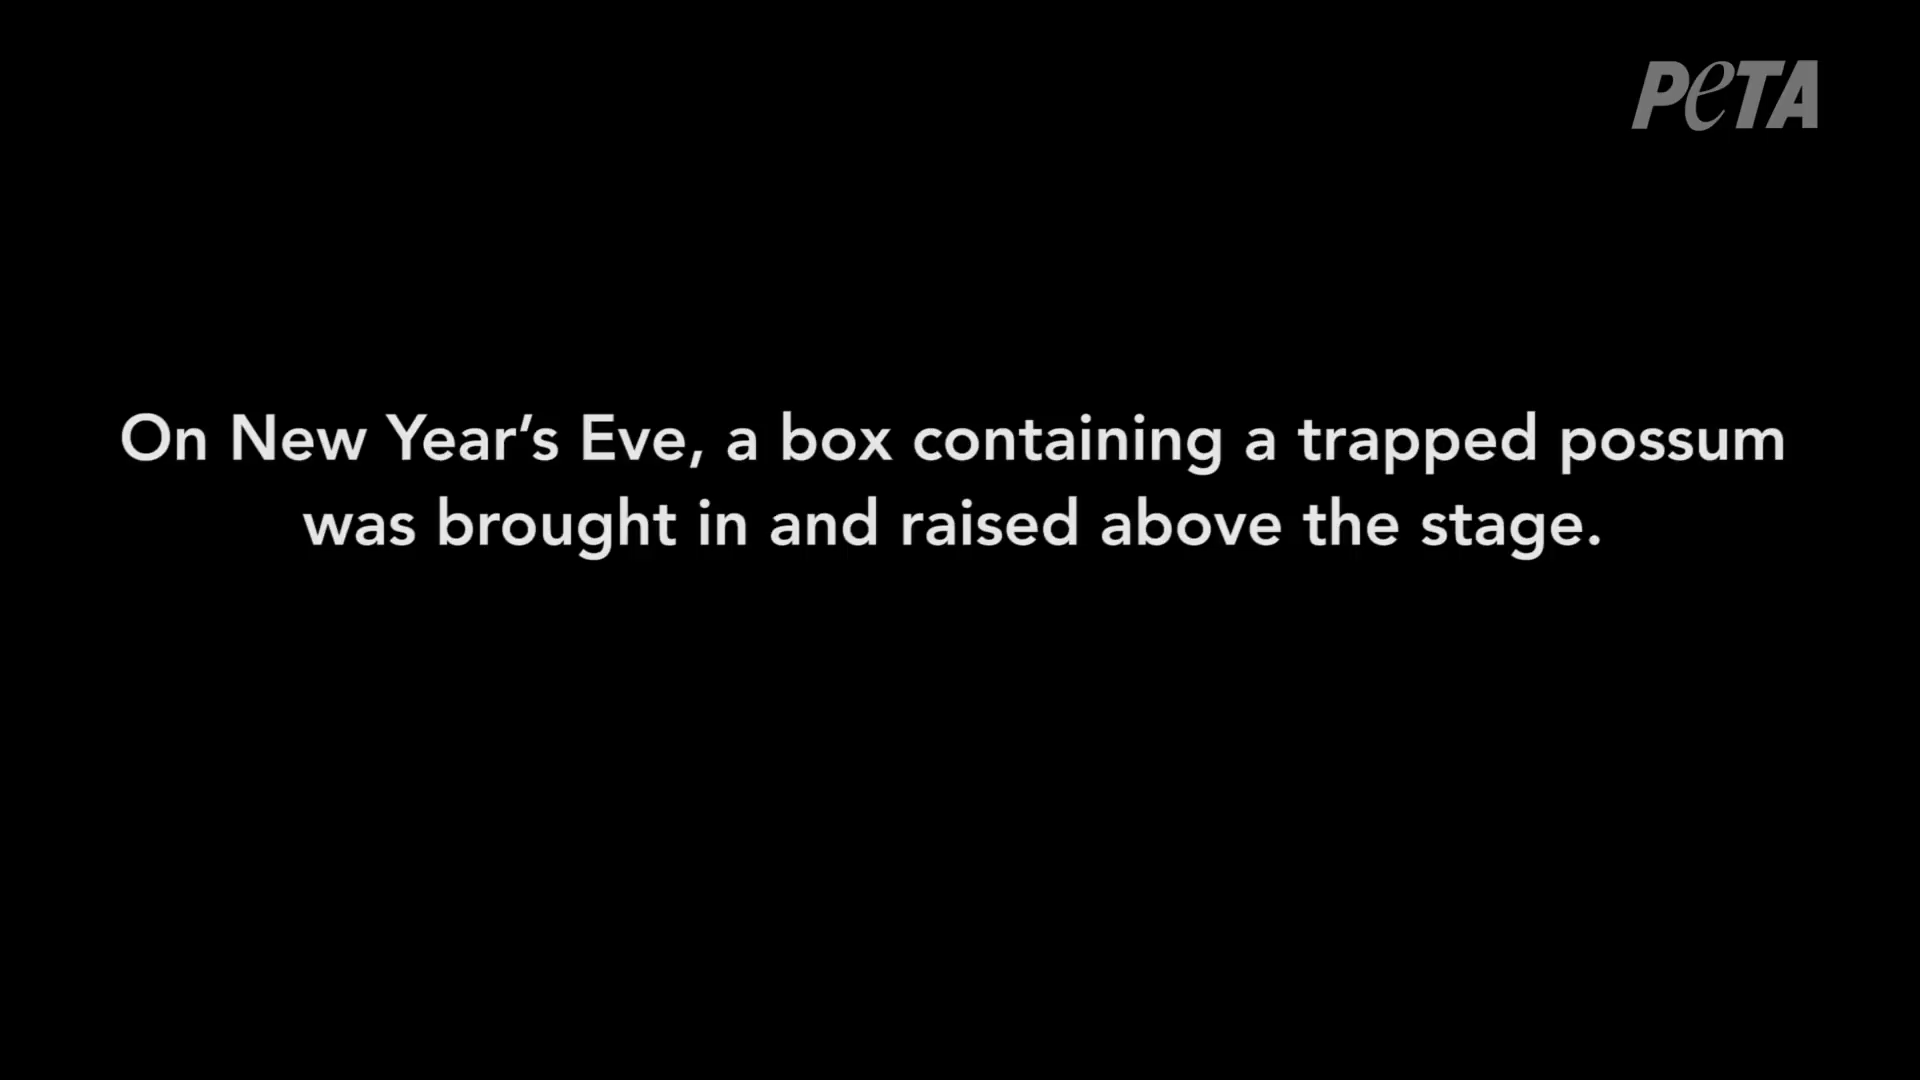 PeTA
On New Year’s Eve, a box containing a trapped possum
was brought in and raised above the stage.